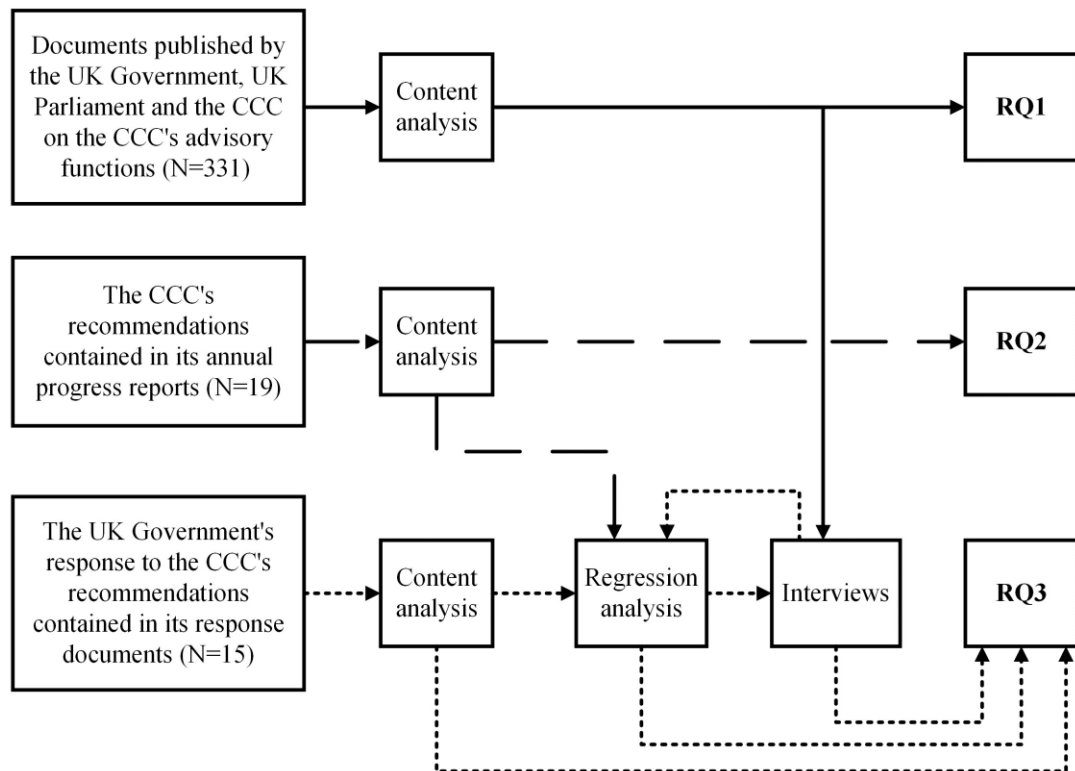 Documents published by
the UK Government, UK
Parliament and the CCC
on the CCC's advisory
functions (N=331)
Content
analysis
RQ1
The CCC's
recommendations
contained in its annual
progress reports (N=19)
Content
analysis
RQ2
The UK Government's
response to the CCC's
recommendations
contained in its response
documents (N=15)
Content
analysis
Regression
analysis
Interviews
RQ3